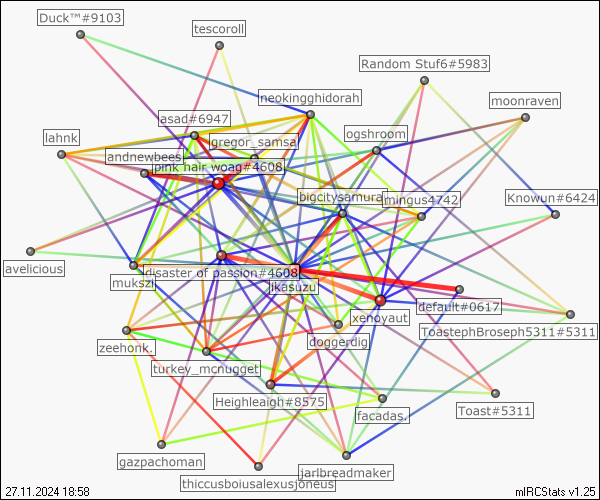 Duck™#9103
tescoroll
Random Stuf6#5983
neokingghidorah
moonraven
lasad#6947
ogshroom
lahnk
gregor_samsa
andnewbees
pink hair woag#4608
bigcitysamurai
mingus4742
Knowun#6424
avelicious
mukszi
disaster of passion#4608
jkasuzu
default#0617
xenoyaut
ToastephBroseph5311#5311
doggerdig
zeehonk.
turkey_mcnugget
Heighleaigh#8575
facadas.
Toast#5311
gazpachoman
jarlbreadmaker
thiccusboiusalexusjoneus
27.11.2024 18:58
mIRCStats v1.25